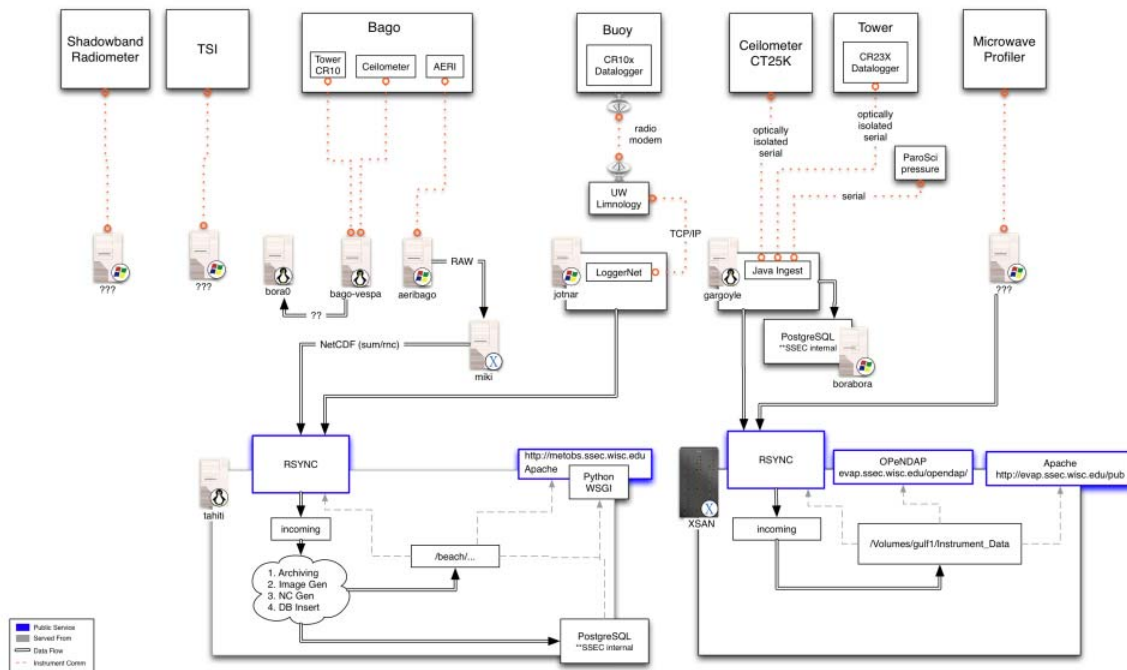 Shadowband
Radiometer
TSI
Bago
Tower
CR10
Ceilometer
AERI
Buoy
CR10x
Datalogger
Ceilometer
CT25K
Tower
CR23X
Datalogger
Microwave
Profiler
radio
modem
optically
isolated
serial
optically
isolated
serial
ParoSci
pressure
UW
Limnology
serial
TCP/IP
???
???
bora0
bago-vespa
aeribago
RAW
??
jotnar
LoggerNet
gargoyle
Java Ingest
???
PostgreSQL
**SSEC internal
borabora
NetCDF (sum/rnc)
X
miki
RSYNC
tahiti
http://metobs.ssec.wisc.edu
Apache
Python
WSGI
incoming
/beach/...
1. Archiving
2. Image Gen
3. NC Gen
4. DB Insert
PostgreSQL
**SSEC internal
RSYNC
X
XSAN
OPeNDAP
evap.ssec.wisc.edu/opendap/
Apache
http://evap.ssec.wisc.edu/pub
incoming
/Volumes/gulf1/Instrument_Data
Public Service
Served From
Data Flow
Instrument Comm